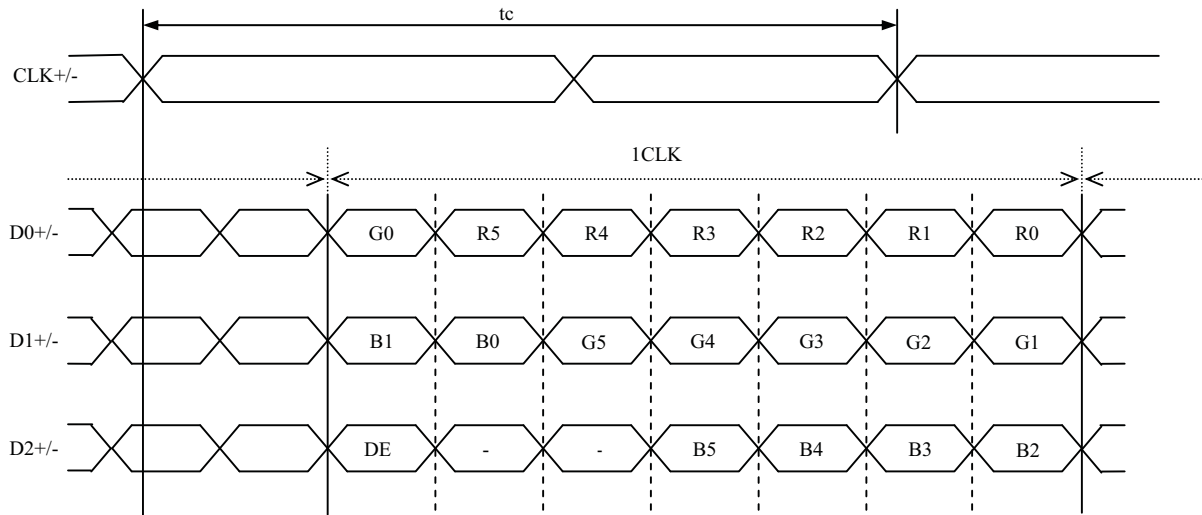 tc
CLK+/-
1CLK
D0+/- G0 R5 R4 R3 R2 R1 R0
D1+/- B1 B0 G5 G4 G3 G2 G1
D2+/- DE - - B5 B4 B3 B2